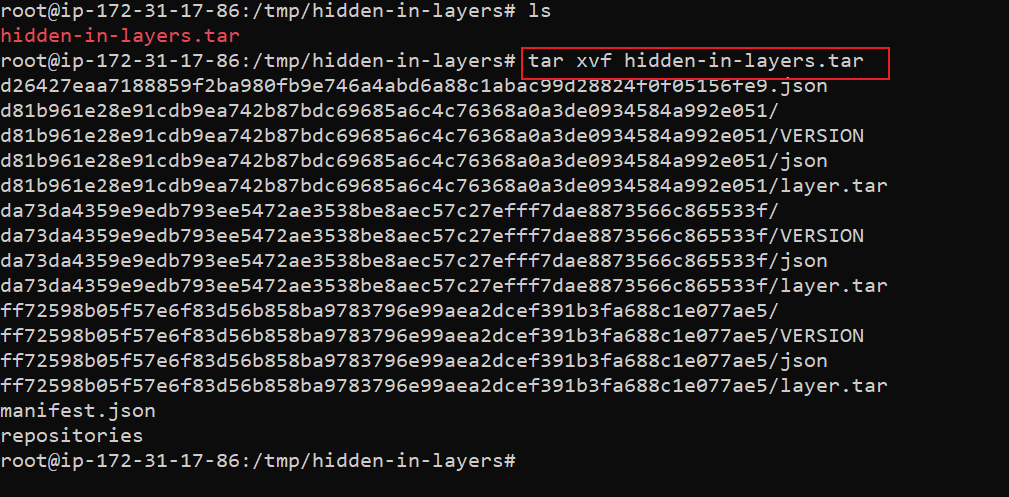 root@ip-172-31-17-86:/tmp/hidden-in-layers# ls
hidden-in-layers.tar
root@ip-172-31-17-86:/tmp/hidden-in-layers# tar xvf hidden-in-layers.tar
d26427eaa7188859f2ba980fb9e746a4abd6a88c1abac99d28824f0f05156fe9.json
d81b961e28e91cdb9ea742b87bdc69685a6c4c76368a0a3de0934584a992e051/
d81b961e28e91cdb9ea742b87bdc69685a6c4c76368a0a3de0934584a992e051/VERSION
d81b961e28e91cdb9ea742b87bdc69685a6c4c76368a0a3de0934584a992e051/json
d81b961e28e91cdb9ea742b87bdc69685a6c4c76368a0a3de0934584a992e051/layer.tar
da73da4359e9edb793ee5472ae3538be8aec57c27efff7dae8873566c865533f/
da73da4359e9edb793ee5472ae3538be8aec57c27efff7dae8873566c865533f/VERSION
da73da4359e9edb793ee5472ae3538be8aec57c27efff7dae8873566c865533f/json
da73da4359e9edb793ee5472ae3538be8aec57c27efff7dae8873566c865533f/layer.tar
ff72598b05f57e6f83d56b858ba9783796e99aea2dcef391b3fa688c1e077ae5/
ff72598b05f57e6f83d56b858ba9783796e99aea2dcef391b3fa688c1e077ae5/VERSION
ff72598b05f57e6f83d56b858ba9783796e99aea2dcef391b3fa688c1e077ae5/json
ff72598b05f57e6f83d56b858ba9783796e99aea2dcef391b3fa688c1e077ae5/layer.tar
manifest.json
repositories
root@ip-172-31-17-86:/tmp/hidden-in-layers#